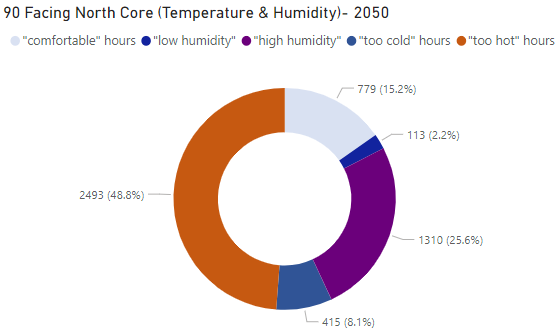 90 Facing North Core (Temperature & Humidity)- 2050
"comfortable" hours "low humidity" "high humidity" "too cold" hours "too hot" hours
779 (15.2%)
113 (2.2%)
2493 (48.8%)
1310 (25.6%)
415 (8.1%)